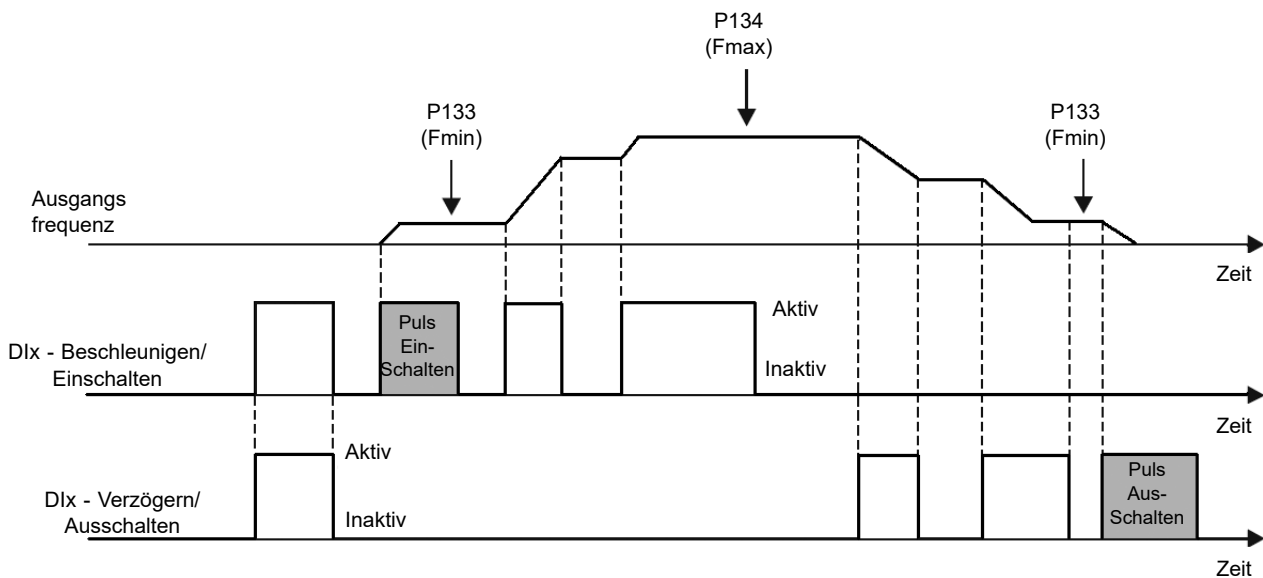 P134
(Fmax)
P133
(Fmin)
P133
(Fmin)
Ausgangs
frequenz
Zeit
Puls
Ein-
Schalten
Aktiv
DIx - Beschleunigen/
Einschalten
Inaktiv
Zeit
Aktiv
DIx - Verzögern/
Ausschalten
Inaktiv
Puls
Aus-
Schalten
Zeit